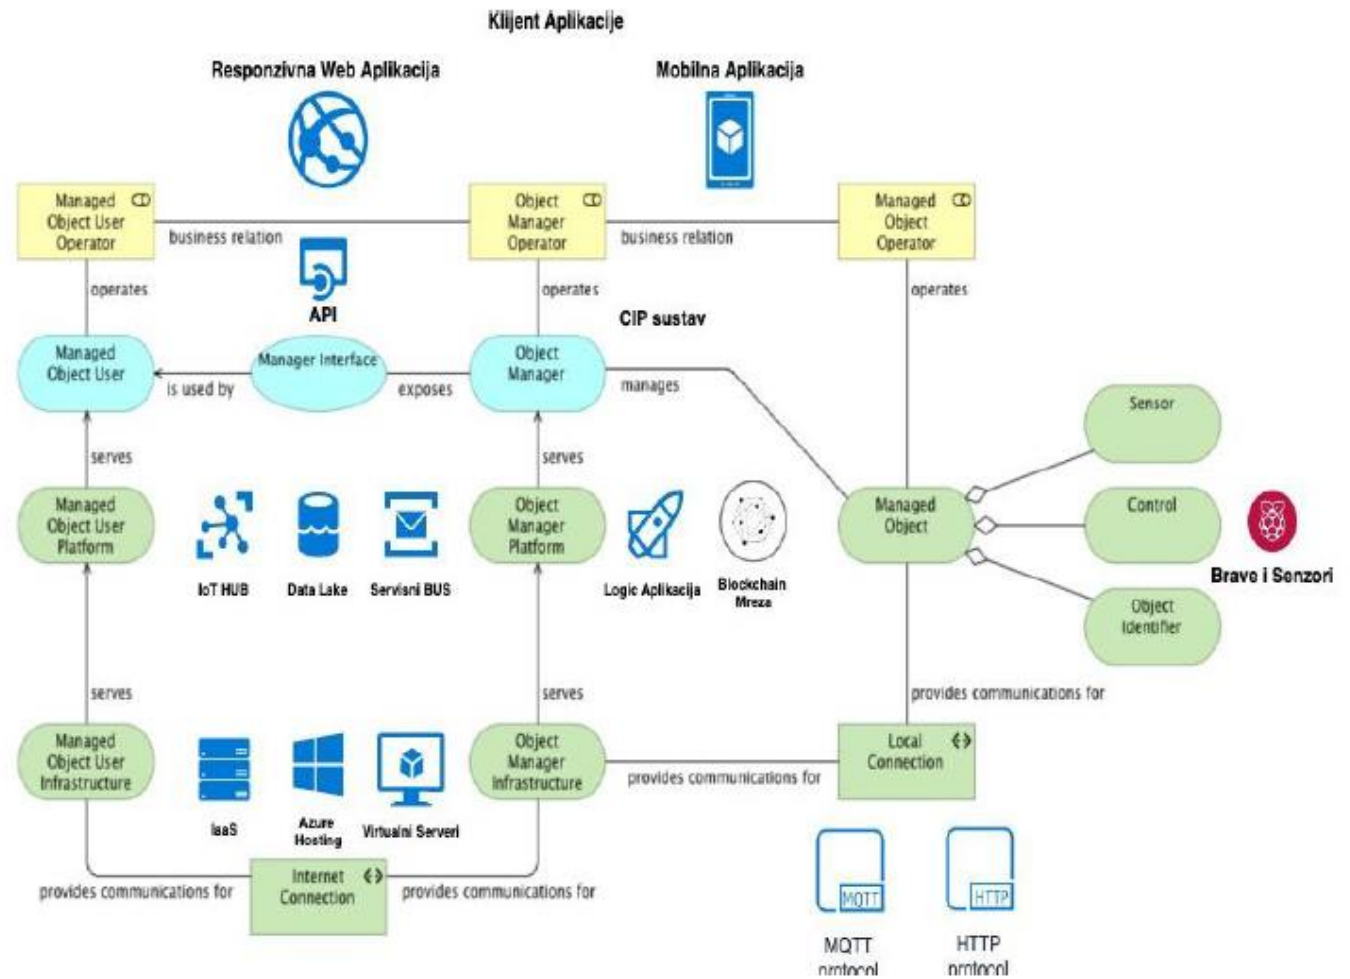 Klijent Aplikacije
Responzivna Web Aplikacija
Mobilna Aplikacija
Managed
Object User
Operator
business relation
Object
Manager
Operator
business relation
Managed
Object
Operator
operates
API
operates
CIP sustav
operates
Managed
Object User
is used by
Manager Interface
exposes
Object
Manager
manages
Sensor
serves
serves
Managed
Object User
Platform
IoT HUB
Data Lake
Servisni BUS
Object
Manager
Platform
Logic Aplikacija
Blockchain
Mreza
Managed
Object
Control
Brave i Senzori
Object
Identifier
serves
serves
provides communications for
Managed
Object User
Infrastructure
IaaS
Azure
Hosting
Virtualni Serveri
Object
Manager
Infrastructure
provides communications for
Local
Connection
provides communications for
Internet
Connection
provides communications for
MQTT
HTTP
MQTT
protocol
HTTP
protocol